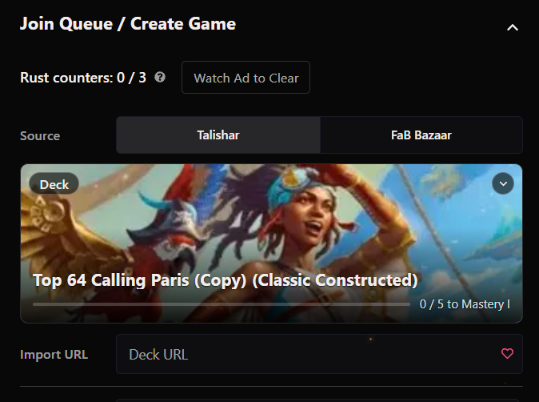 Join Queue / Create Game
Rust counters: 0 / 3 ? Watch Ad to Clear
Source Talishar FaB Bazaar
Deck
Top 64 Calling Paris (Copy) (Classic Constructed)
0 / 5 to Mastery I
Import URL Deck URL